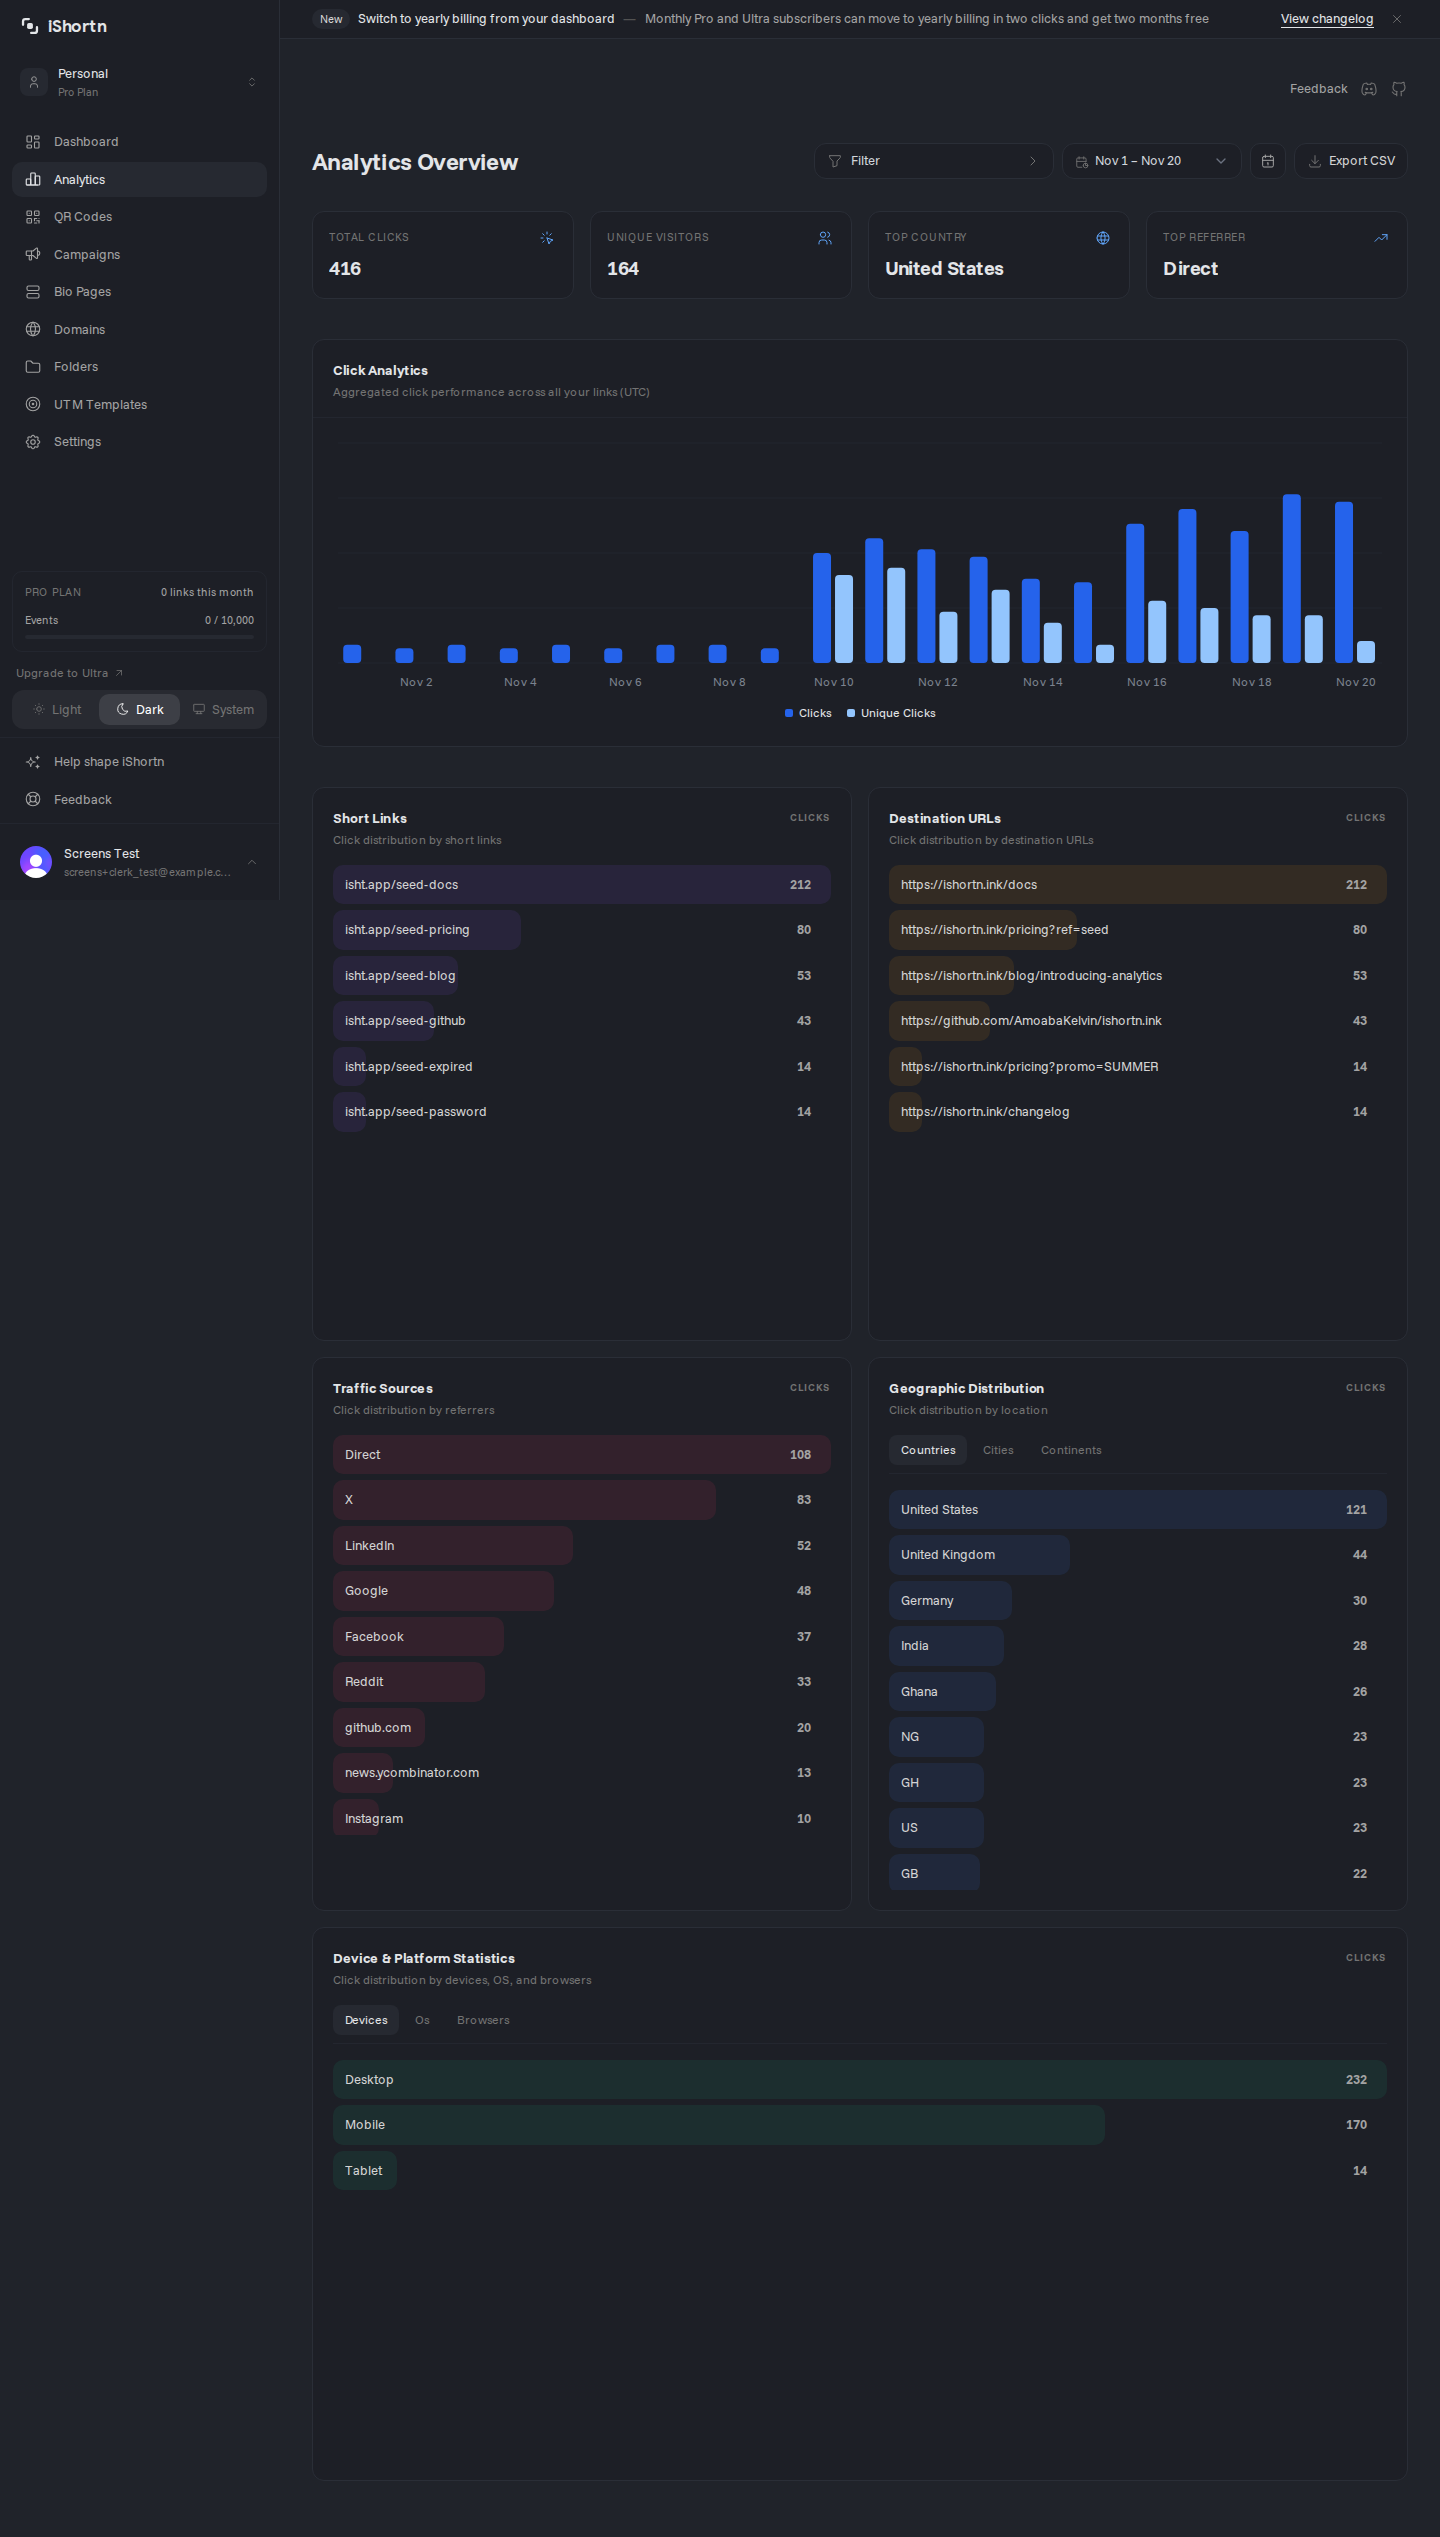 iShortn
New Switch to yearly billing from your dashboard — Monthly Pro and Ultra subscribers can move to yearly billing in two clicks and get two months free View changelog
Personal
Pro Plan
Dashboard
Analytics
QR Codes
Campaigns
Bio Pages
Domains
Folders
UTM Templates
Settings
PRO PLAN 0 links this month
Events 0 / 10,000
Upgrade to Ultra
Light Dark System
Help shape iShortn
Feedback
Screens Test
screens+clerk_test@example.c...
Feedback
Analytics Overview
Filter
Nov 1 – Nov 20
Export CSV
TOTAL CLICKS
416
UNIQUE VISITORS
164
TOP COUNTRY
United States
TOP REFERRER
Direct
Click Analytics
Aggregated click performance across all your links (UTC)
Nov 2 Nov 4 Nov 6 Nov 8 Nov 10 Nov 12 Nov 14 Nov 16 Nov 18 Nov 20
Clicks Unique Clicks
Short Links CLICKS
Click distribution by short links
isht.app/seed-docs 212
isht.app/seed-pricing 80
isht.app/seed-blog 53
isht.app/seed-github 43
isht.app/seed-expired 14
isht.app/seed-password 14
Destination URLs CLICKS
Click distribution by destination URLs
https://ishortn.ink/docs 212
https://ishortn.ink/pricing?ref=seed 80
https://ishortn.ink/blog/introducing-analytics 53
https://github.com/AmoabaKelvin/ishortn.ink 43
https://ishortn.ink/pricing?promo=SUMMER 14
https://ishortn.ink/changelog 14
Traffic Sources CLICKS
Click distribution by referrers
Direct 108
X 83
LinkedIn 52
Google 48
Facebook 37
Reddit 33
github.com 20
news.ycombinator.com 13
Instagram 10
Geographic Distribution CLICKS
Click distribution by location
Countries Cities Continents
United States 121
United Kingdom 44
Germany 30
India 28
Ghana 26
NG 23
GH 23
US 23
GB 22
Device & Platform Statistics CLICKS
Click distribution by devices, OS, and browsers
Devices Os Browsers
Desktop 232
Mobile 170
Tablet 14